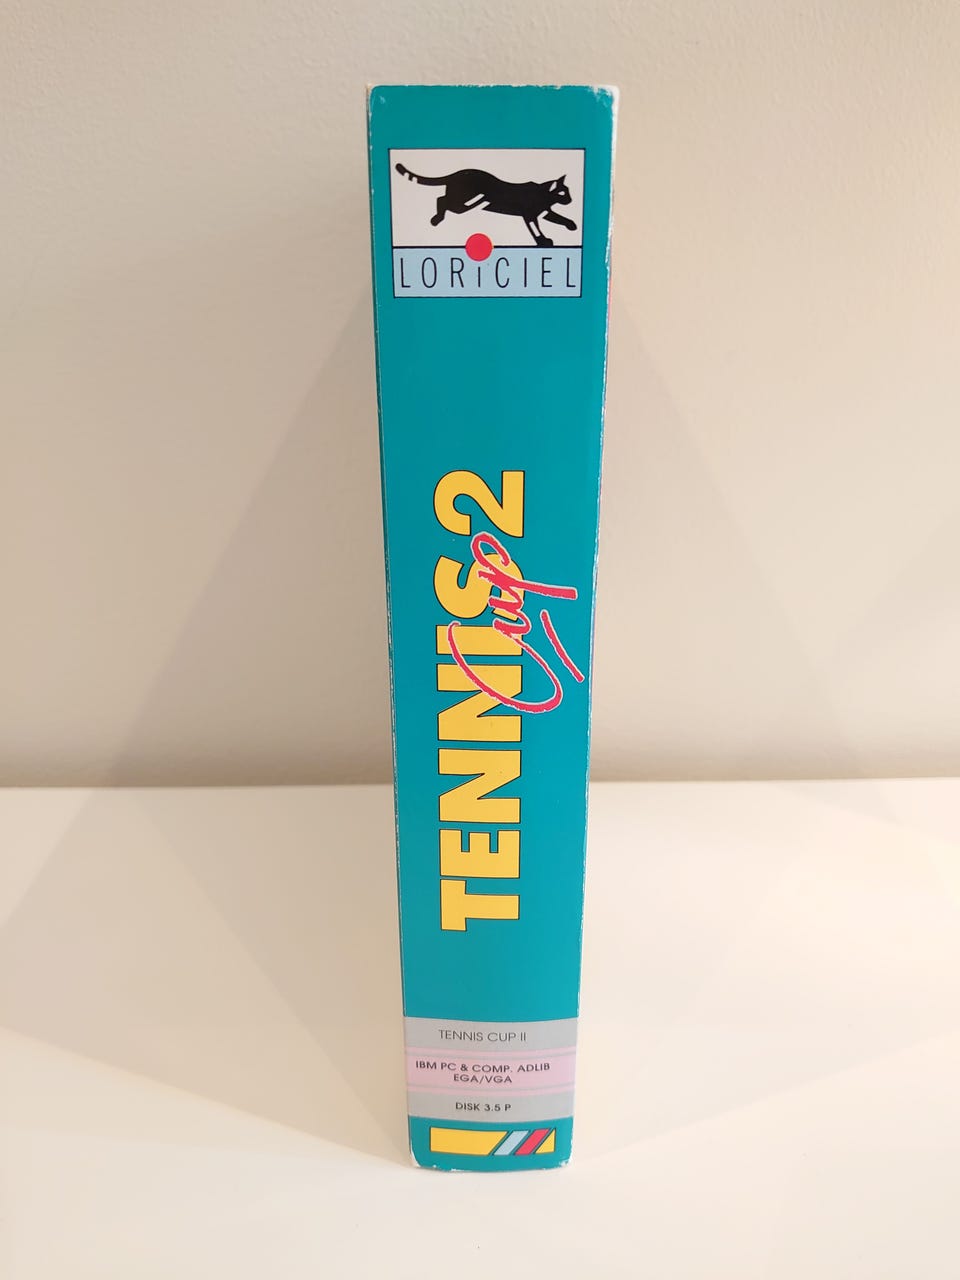 LORiCIEL
TENNIS Cup 2
TENNIS CUP II
IBM PC & COMP. ADLIB
EGA/VGA
DISK 3.5 P